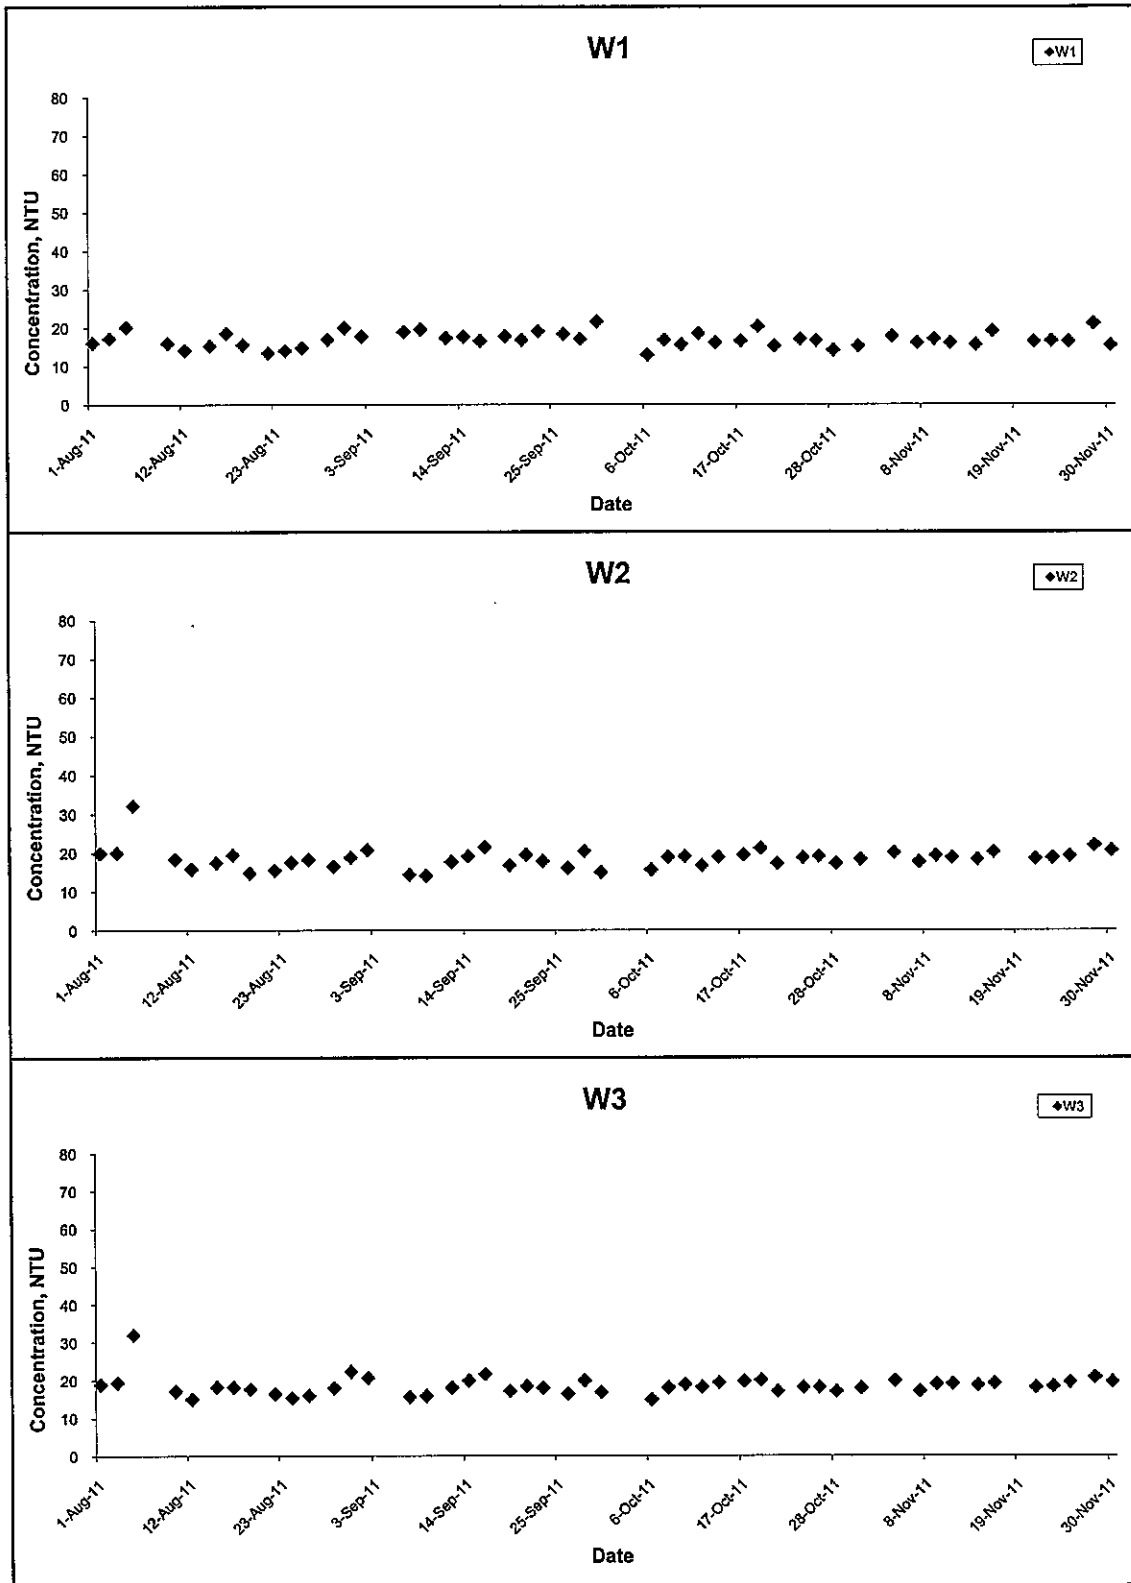 W1
◆W1
80
70
60
50
40
30
20
10
0
Concentration, NTU
1-Aug-11 12-Aug-11 23-Aug-11 3-Sep-11 14-Sep-11 25-Sep-11 6-Oct-11 17-Oct-11 28-Oct-11 8-Nov-11 19-Nov-11 30-Nov-11
Date
W2
◆W2
80
70
60
50
40
30
20
10
0
Concentration, NTU
1-Aug-11 12-Aug-11 23-Aug-11 3-Sep-11 14-Sep-11 25-Sep-11 6-Oct-11 17-Oct-11 28-Oct-11 8-Nov-11 19-Nov-11 30-Nov-11
Date
W3
◆W3
80
70
60
50
40
30
20
10
0
Concentration, NTU
1-Aug-11 12-Aug-11 23-Aug-11 3-Sep-11 14-Sep-11 25-Sep-11 6-Oct-11 17-Oct-11 28-Oct-11 8-Nov-11 19-Nov-11 30-Nov-11
Date